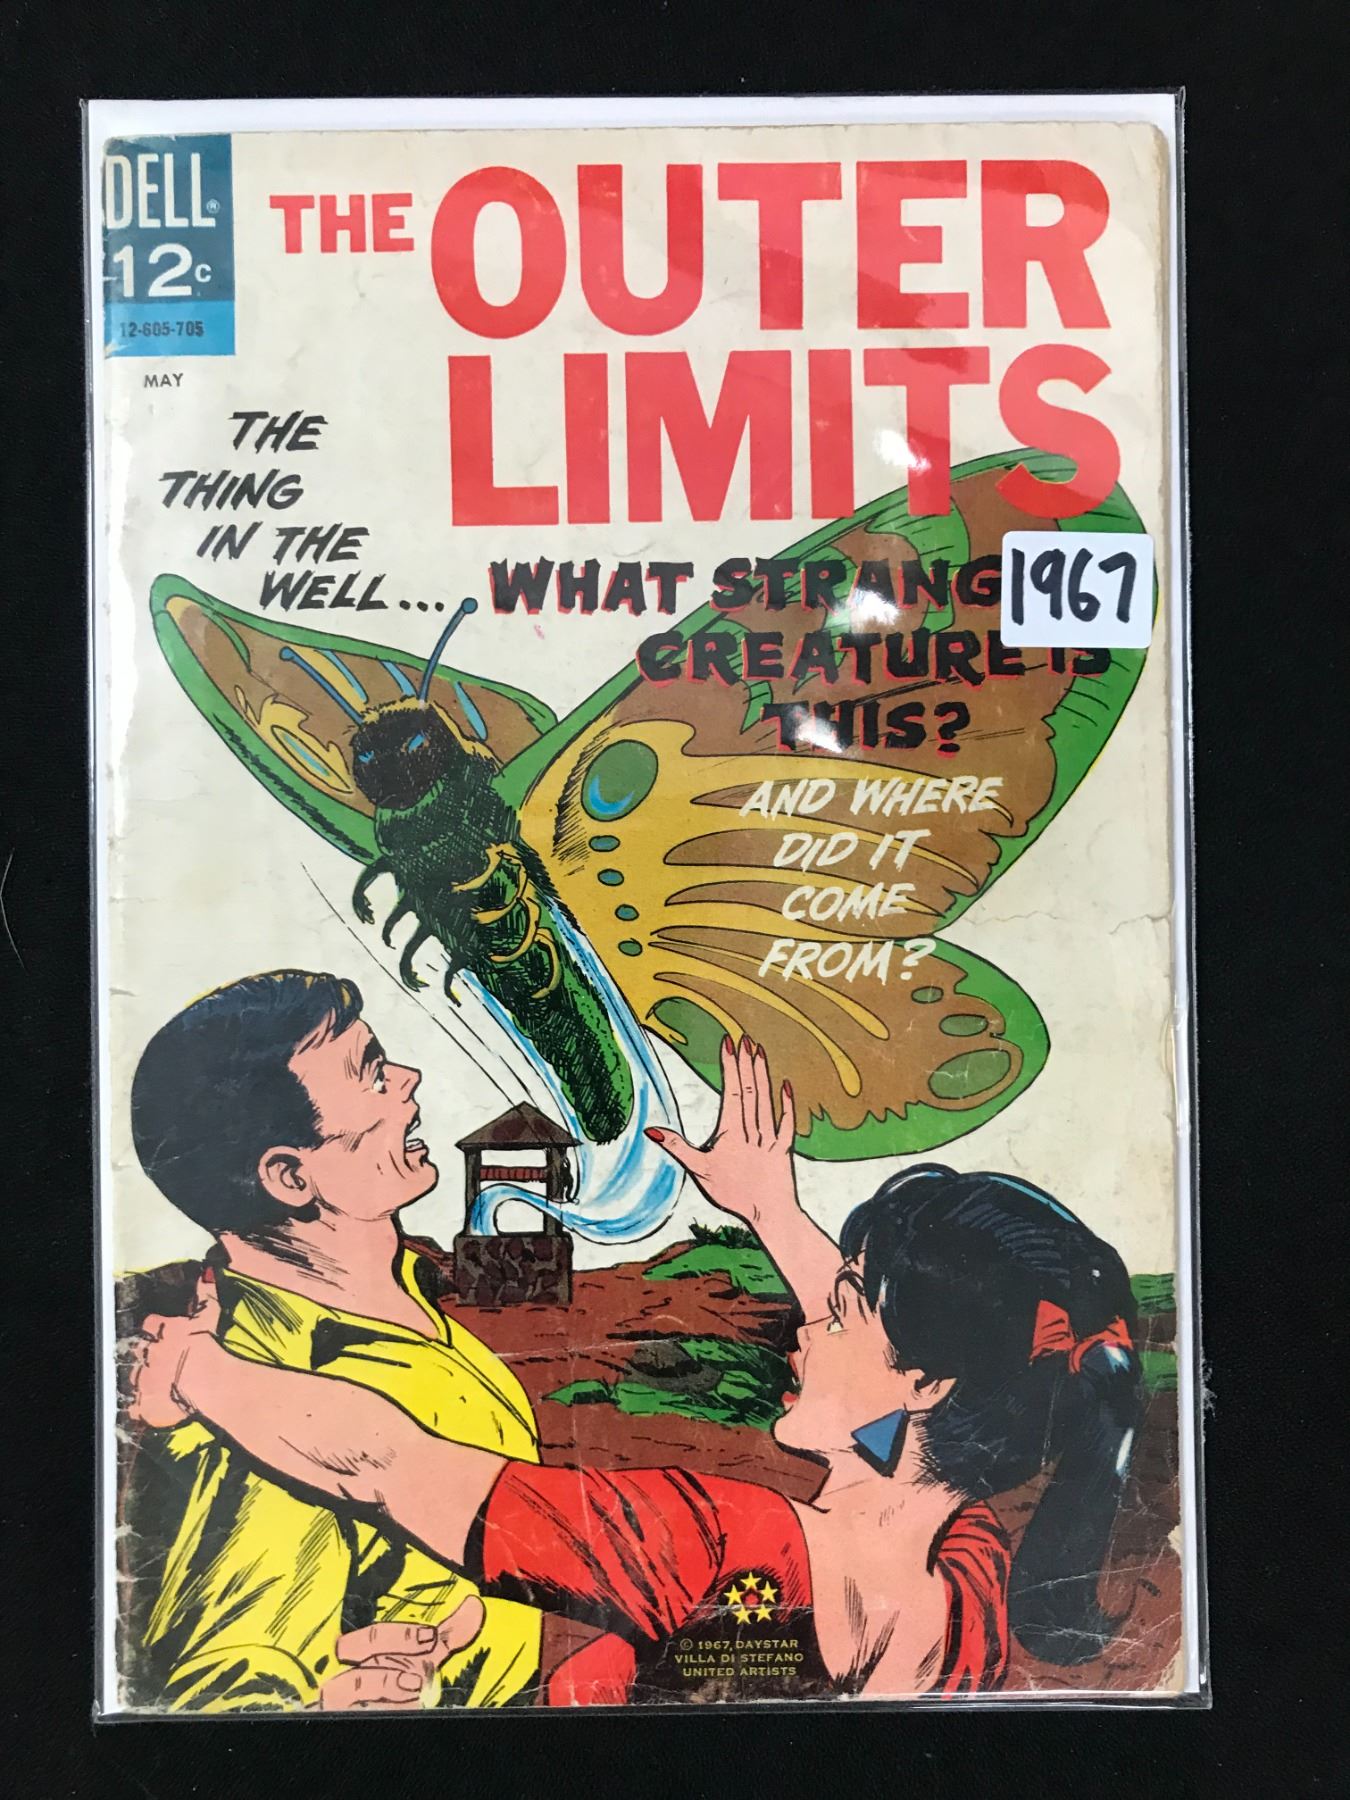 DELL®
12c
12-605-705
MAY
THE OUTER
LIMITS
THE
THING
IN THE
WELL...
WHAT STRANG
1967
CREATURE IS
THIS?
AND WHERE
DID IT
COME
FROM?
© 1967, DAYSTAR
VILLA DI STEFANO
UNITED ARTISTS